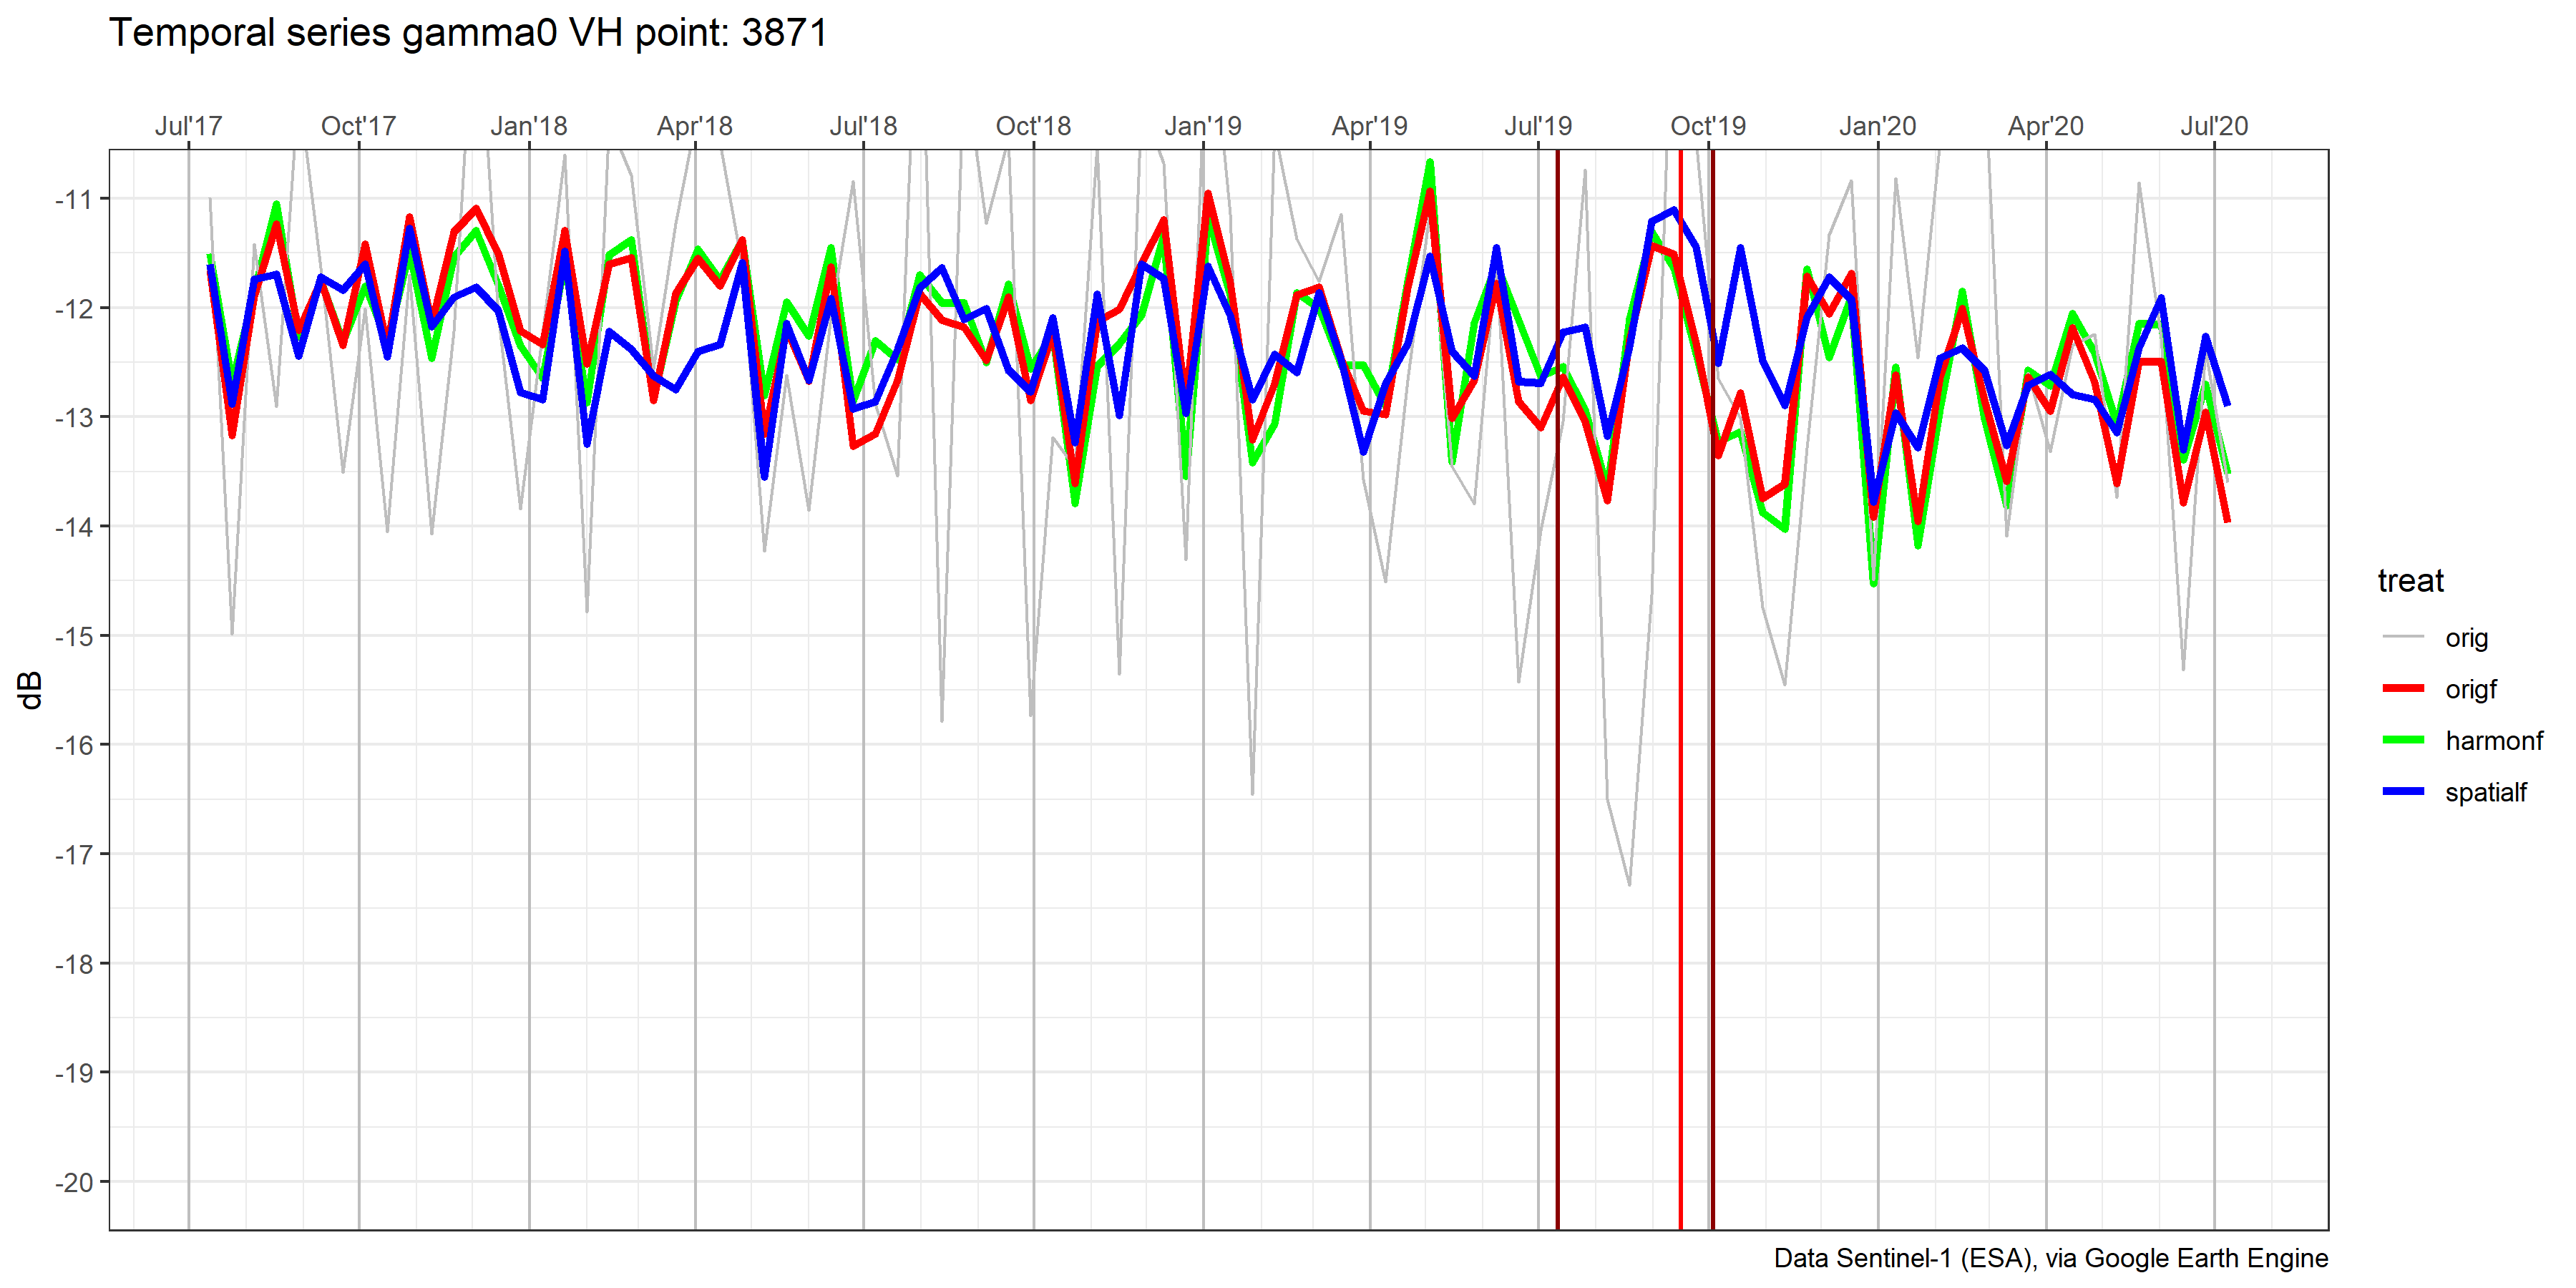 Temporal series gamma0 VH point: 3871
Jul'17 Oct'17 Jan'18 Apr'18 Jul'18 Oct'18 Jan'19 Apr'19 Jul'19 Oct'19 Jan'20 Apr'20 Jul'20
-11
-12
-13
-14
-15
-16
-17
-18
-19
-20
dB
treat
orig
origf
harmonf
spatialf
Data Sentinel-1 (ESA), via Google Earth Engine